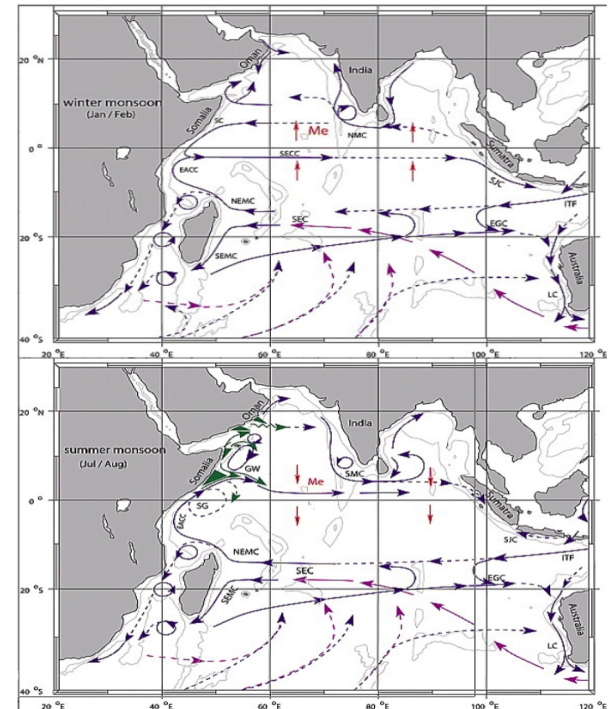 20°N
Oman
India
winter monsoon
(Jan / Feb)
Somalia
SC
Me
NMC
Sumatra
0°
SECC
EACC
SJC
NEMC
SEC
ITF
EGC
20°S
SEMC
Australia
LC
40°S
20°E 40°E 60°E 80°E 100°E 120°E
20°N
Oman
India
summer monsoon
(Jul / Aug)
Somalia
GW
SMC
Me
Sumatra
0°
SG
EACC
SJC
NEMC
ITF
SEC
EGC
20°S
SEMC
Australia
LC
40°S
20°E 40°E 60°E 80°E 100°E 120°E